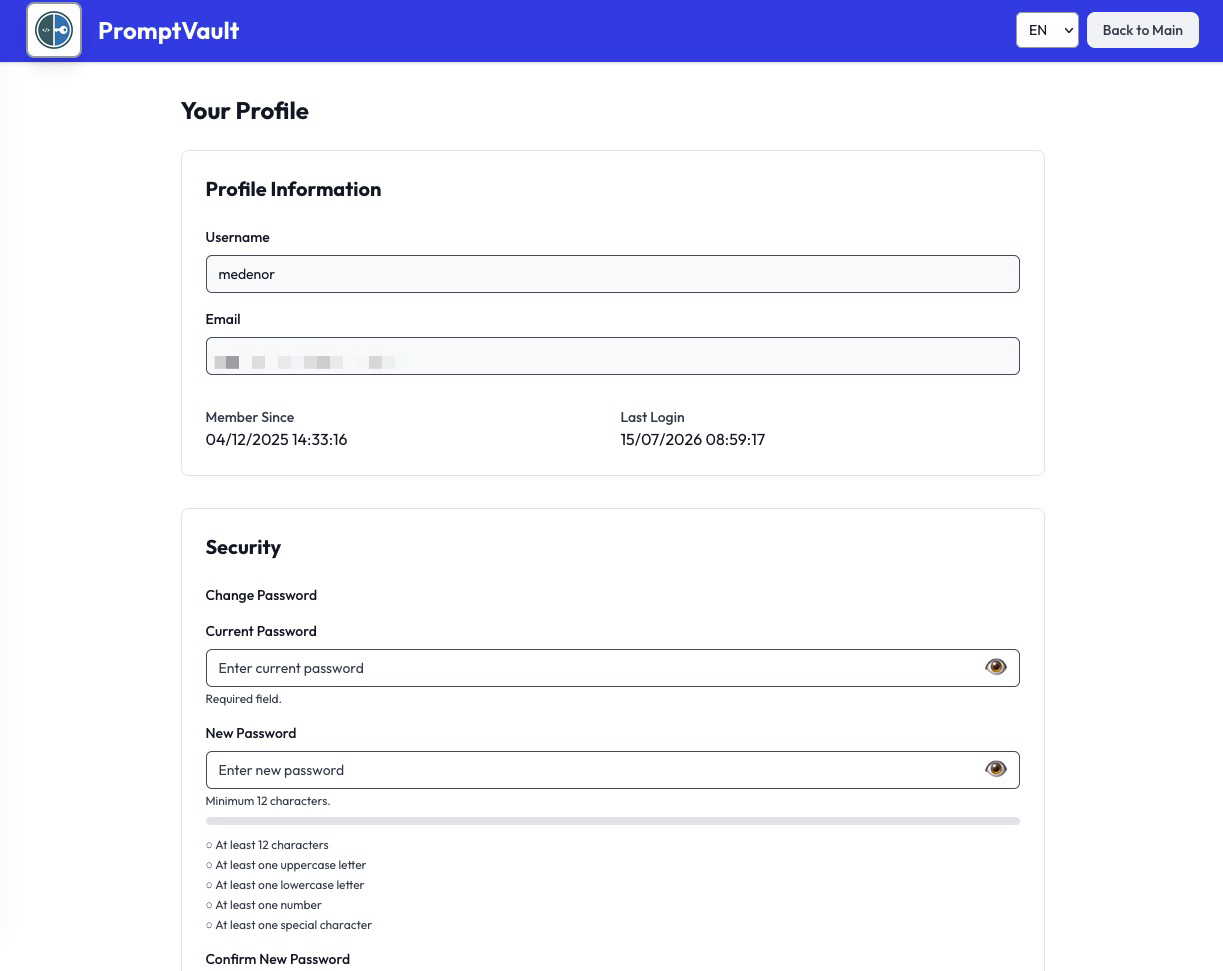 PromptVault
EN
Back to Main
Your Profile
Profile Information
Username
medenor
Email
Member Since
Last Login
04/12/2025 14:33:16
15/07/2026 08:59:17
Security
Change Password
Current Password
Enter current password
Required field.
New Password
Enter new password
Minimum 12 characters.
○ At least 12 characters
○ At least one uppercase letter
○ At least one lowercase letter
○ At least one number
○ At least one special character
Confirm New Password